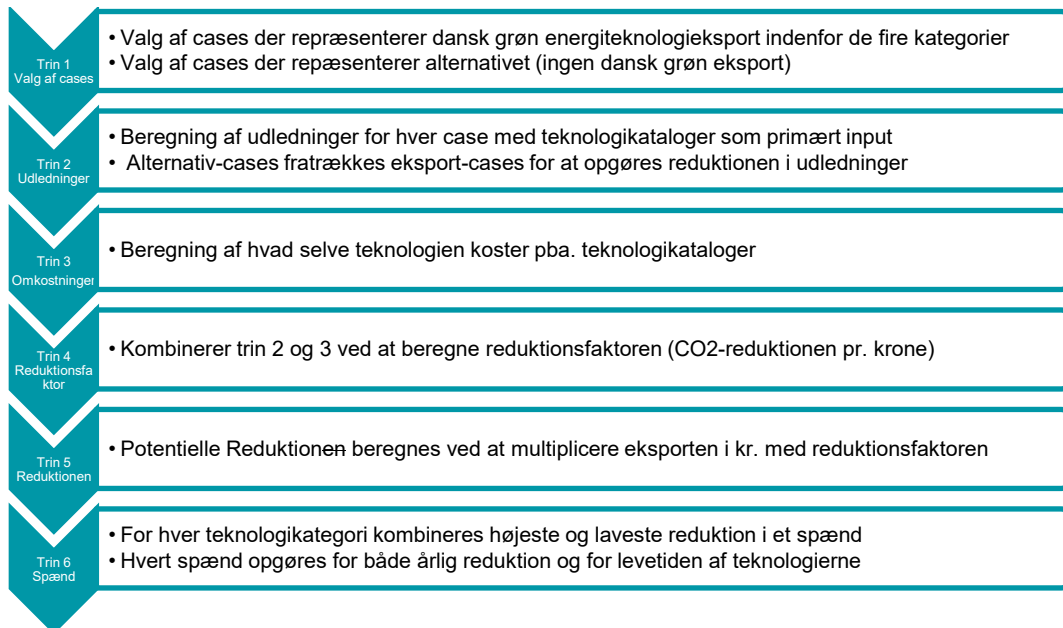 Trin 1
Valg af cases
• Valg af cases der repræsenterer dansk grøn energiteknologieksport indenfor de fire kategorier
• Valg af cases der repæsenterer alternativet (ingen dansk grøn eksport)
Trin 2
Udledninger
• Beregning af udledninger for hver case med teknologikataloger som primært input
• Alternativ-cases fratrækkes eksport-cases for at opgøres reduktionen i udledninger
Trin 3
Omkostninger
• Beregning af hvad selve teknologien koster pba. teknologikataloger
Trin 4
Reduktionsfa
ktor
• Kombinerer trin 2 og 3 ved at beregne reduktionsfaktoren (CO2-reduktionen pr. krone)
Trin 5
Reduktionen
• Potentielle Reduktionen beregnes ved at multiplicere eksporten i kr. med reduktionsfaktoren
Trin 6
Spænd
• For hver teknologikategori kombineres højeste og laveste reduktion i et spænd
• Hvert spænd opgøres for både årlig reduktion og for levetiden af teknologierne